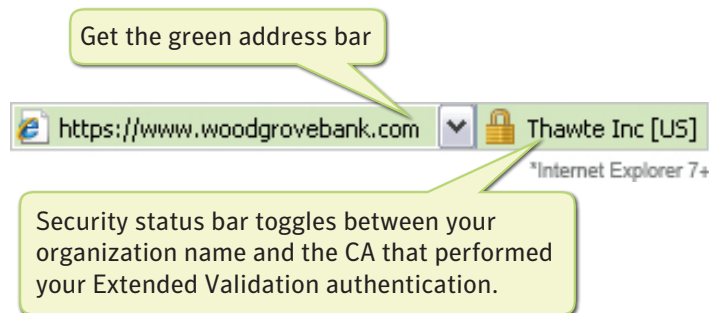 Get the green address bar
https://www.woodgrovebank.com Thawte Inc [US]
*Internet Explorer 7+
Security status bar toggles between your
organization name and the CA that performed
your Extended Validation authentication.